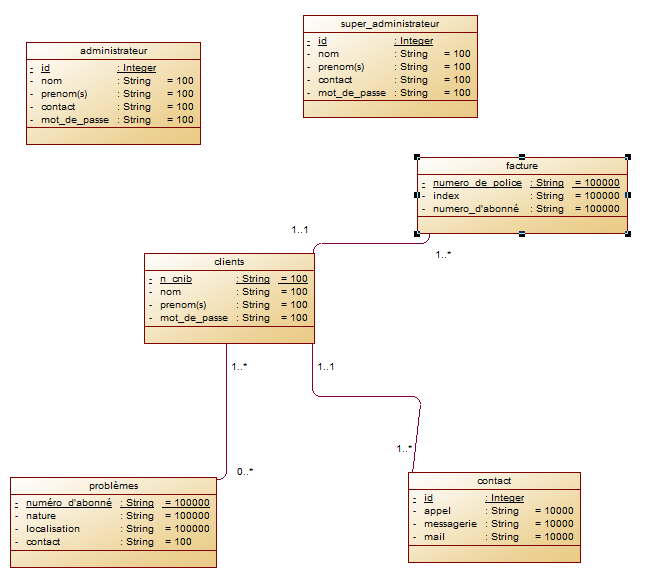 super_administrateur
- id : Integer
- nom : String = 100
- prenom(s) : String = 100
- contact : String = 100
- mot_de_passe : String = 100
administrateur
- id : Integer
- nom : String = 100
- prenom(s) : String = 100
- contact : String = 100
- mot_de_passe : String = 100
facture
- numero_de_police : String = 100000
- index : String = 100000
- numero_d'abonné : String = 100000
1..1
1..*
clients
- n_cnib : String = 100
- nom : String = 100
- prenom(s) : String = 100
- mot_de_passe : String = 100
1..*
1..1
0..*
1..*
problèmes
- numéro_d'abonné : String = 100000
- nature : String = 100000
- localisation : String = 100000
- contact : String = 100
contact
- id : Integer
- appel : String = 10000
- messagerie : String = 10000
- mail : String = 10000